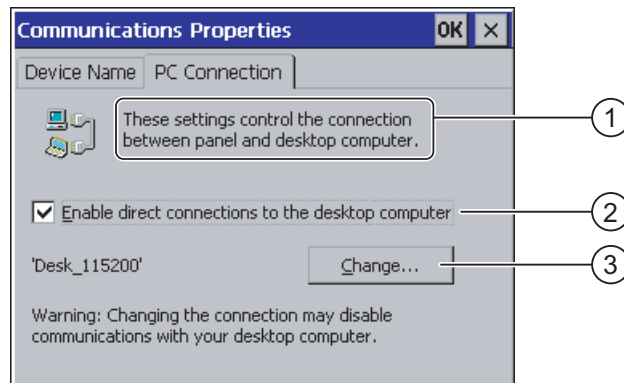 Communications Properties OK ×
Device Name PC Connection
These settings control the connection
between panel and desktop computer.
1
Enable direct connections to the desktop computer
2
'Desk_115200' Change...
3
Warning: Changing the connection may disable
communications with your desktop computer.